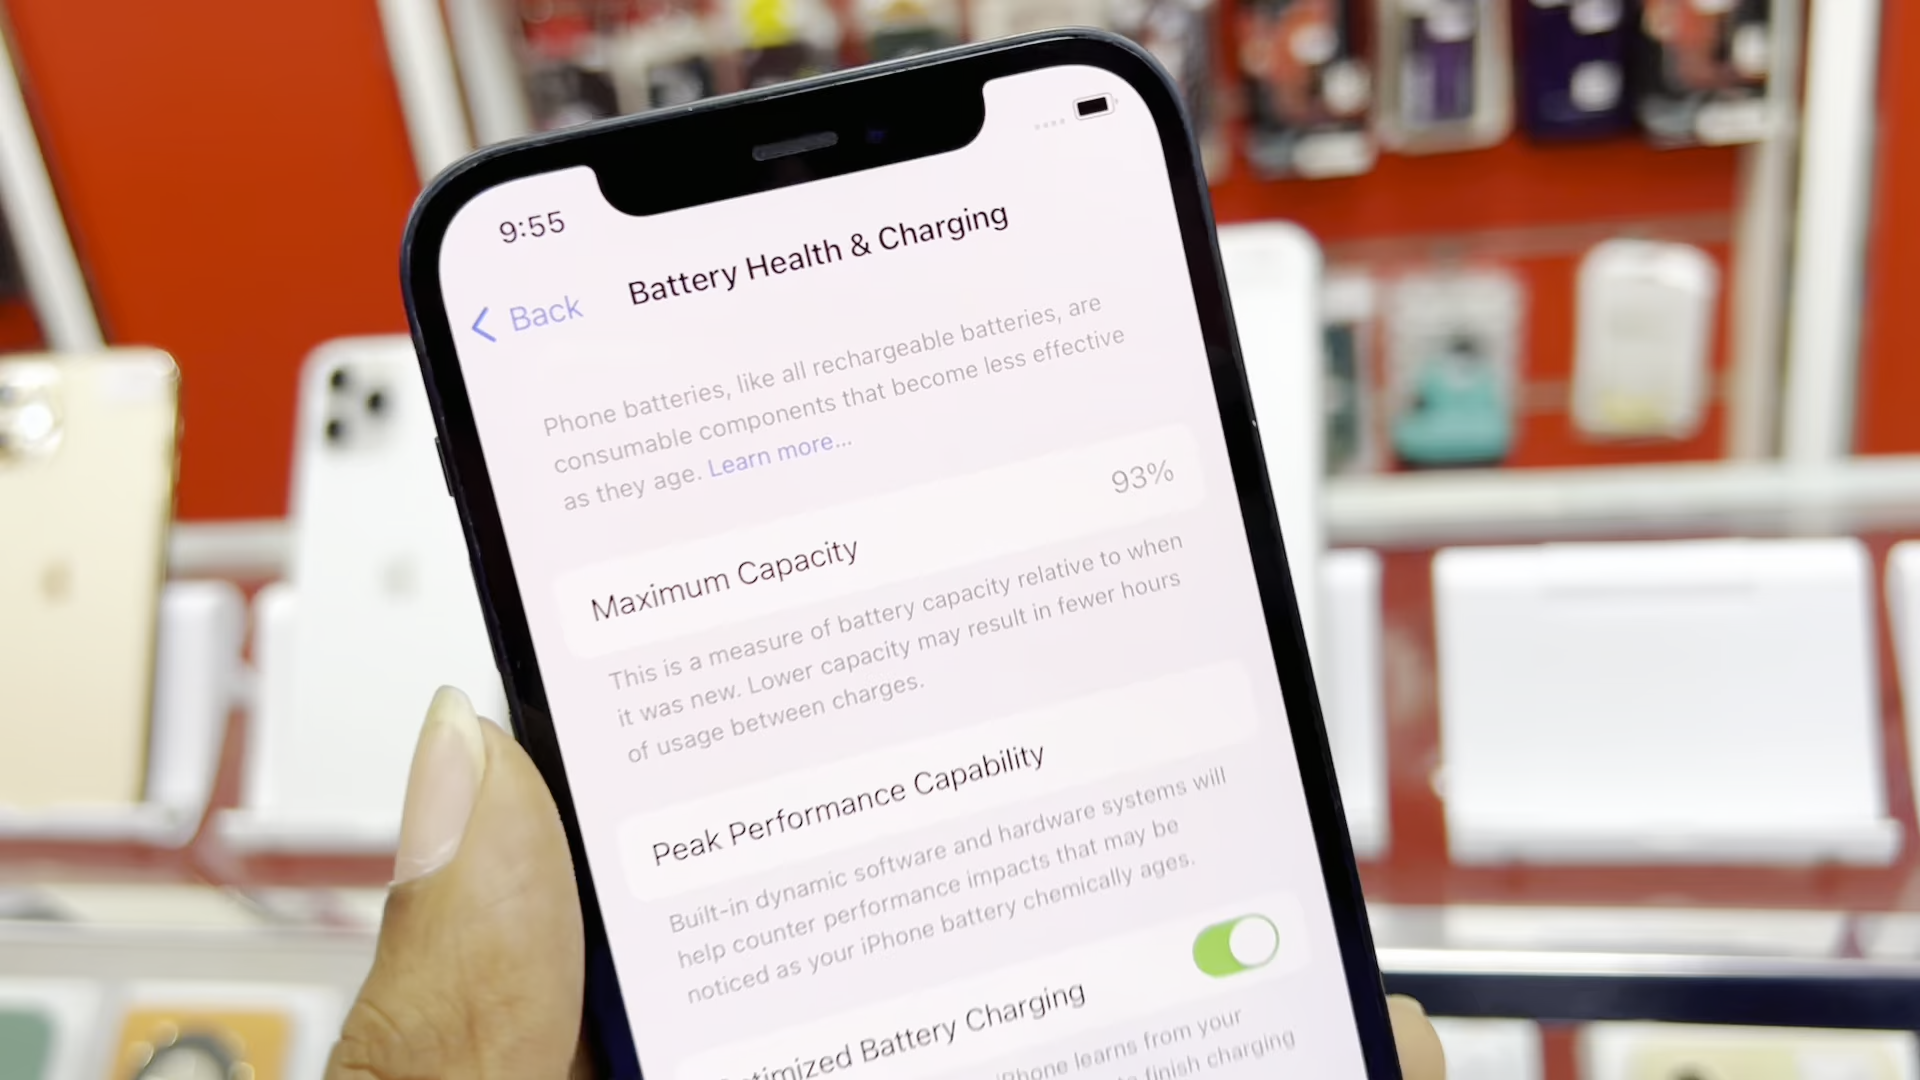 9:55
Back
Battery Health & Charging
Phone batteries, like all rechargeable batteries, are
consumable components that become less effective
as they age. Learn more...
Maximum Capacity
93%
This is a measure of battery capacity relative to when
it was new. Lower capacity may result in fewer hours
of usage between charges.
Peak Performance Capability
Built-in dynamic software and hardware systems will
help counter performance impacts that may be
noticed as your iPhone battery chemically ages.
Battery Charging
iPhone learns from your
finish charging